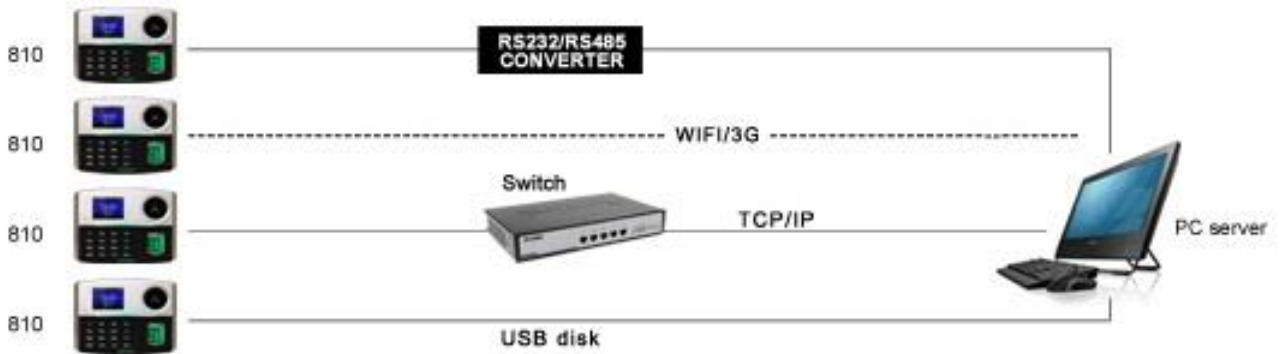 810
RS232/RS485
CONVERTER
810
WIFI/3G
Switch
810
TCP/IP
PC server
810
USB disk